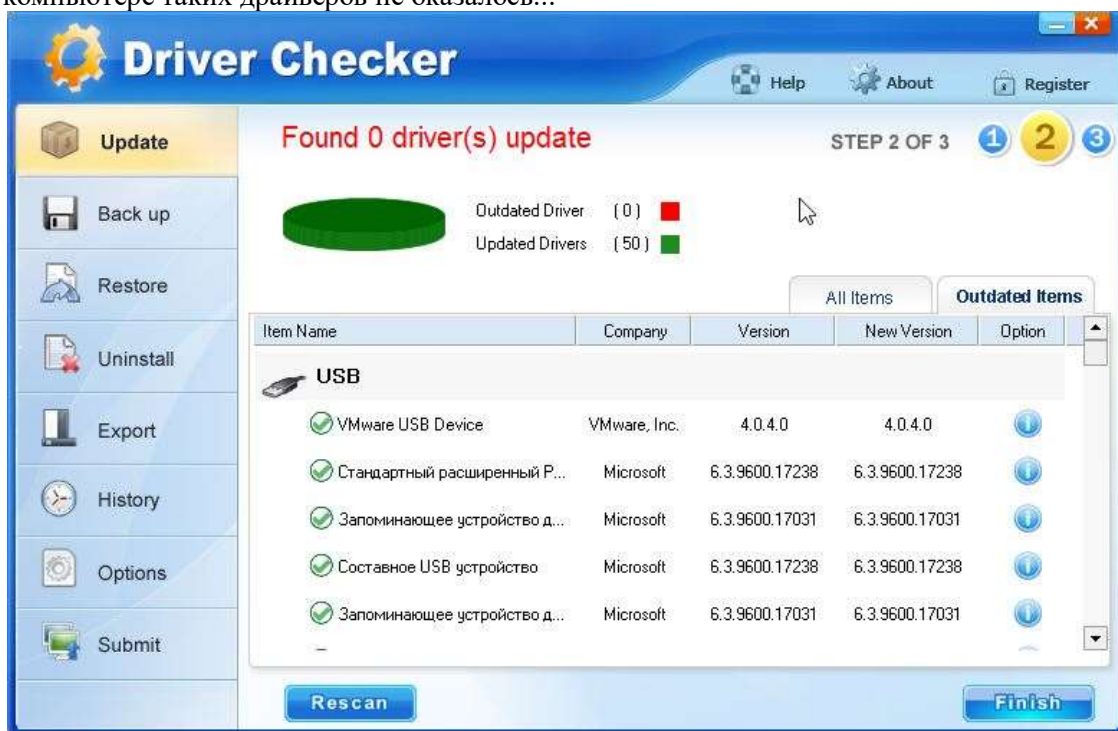 компьютере таких драйверов не оказалось...
Driver Checker
Help About Register
Update
Found 0 driver(s) update
STEP 2 OF 3 1 2 3
Back up
Outdated Driver ( 0 )
Updated Drivers ( 50 )
Restore
All Items Outdated Items
Item Name Company Version New Version Option
Uninstall
USB
VMware USB Device VMware, Inc. 4.0.4.0 4.0.4.0
Export
Стандартный расширенный P... Microsoft 6.3.9600.17238 6.3.9600.17238
History
Запоминающее устройство д... Microsoft 6.3.9600.17031 6.3.9600.17031
Options
Составное USB устройство Microsoft 6.3.9600.17238 6.3.9600.17238
Запоминающее устройство д... Microsoft 6.3.9600.17031 6.3.9600.17031
Submit
Rescan Finish